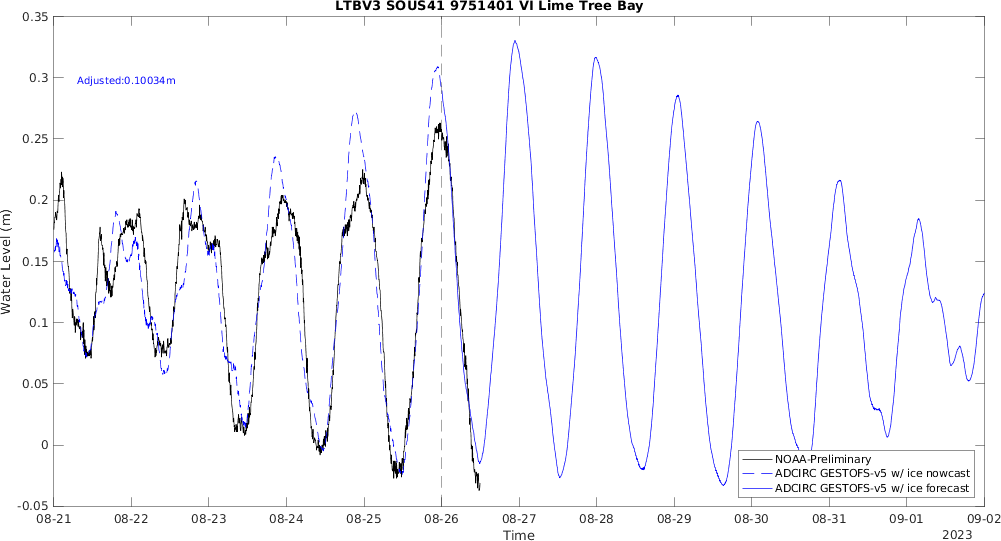 LTBV3 SOUS41 9751401 VI Lime Tree Bay
0.35
0.3
0.25
0.2
0.15
0.1
0.05
0
-0.05
Water Level (m)
Adjusted:0.10034m
NOAA-Preliminary
ADCIRC GESTOFS-v5 w/ ice nowcast
ADCIRC GESTOFS-v5 w/ ice forecast
08-21 08-22 08-23 08-24 08-25 08-26 08-27 08-28 08-29 08-30 08-31 09-01 09-02
Time
2023